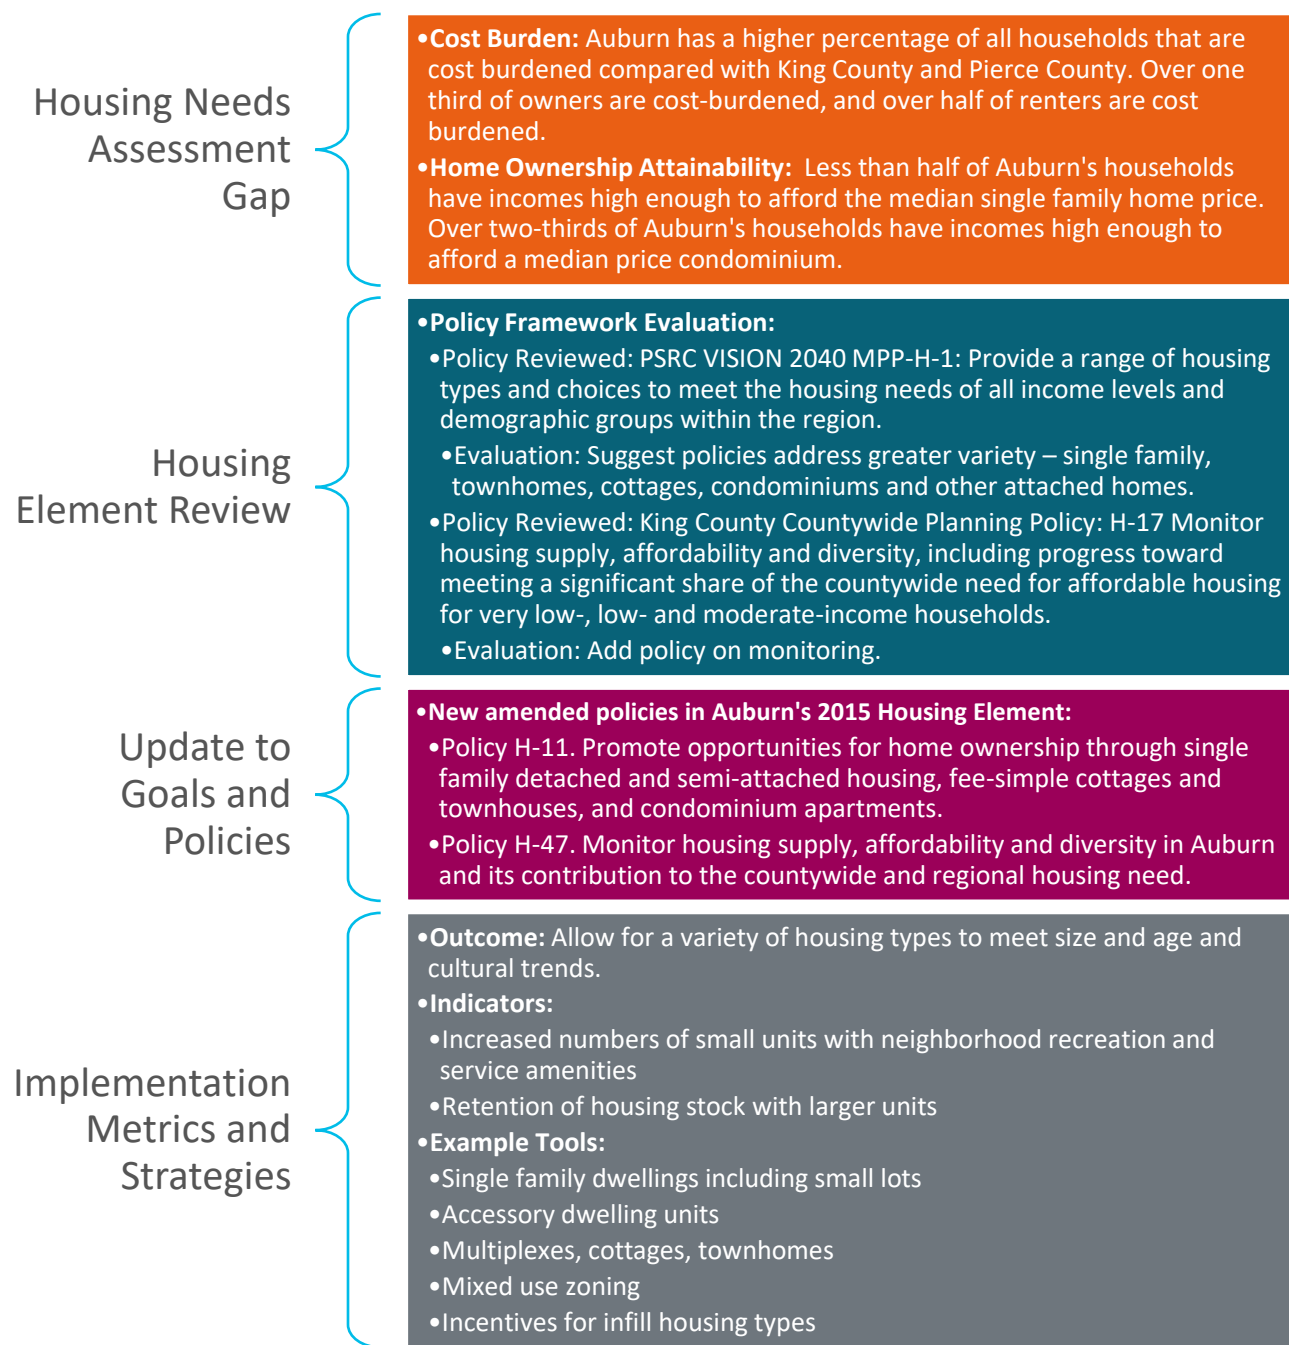 Housing Needs
Assessment
Gap
•Cost Burden: Auburn has a higher percentage of all households that are
cost burdened compared with King County and Pierce County. Over one
third of owners are cost-burdened, and over half of renters are cost
burdened.
•Home Ownership Attainability:  Less than half of Auburn's households
have incomes high enough to afford the median single family home price.
Over two-thirds of Auburn's households have incomes high enough to
afford a median price condominium.
Housing
Element Review
•Policy Framework Evaluation:
•Policy Reviewed: PSRC VISION 2040 MPP-H-1: Provide a range of housing
types and choices to meet the housing needs of all income levels and
demographic groups within the region.
•Evaluation: Suggest policies address greater variety – single family,
townhomes, cottages, condominiums and other attached homes.
•Policy Reviewed: King County Countywide Planning Policy: H-17 Monitor
housing supply, affordability and diversity, including progress toward
meeting a significant share of the countywide need for affordable housing
for very low-, low- and moderate-income households.
•Evaluation: Add policy on monitoring.
Update to
Goals and
Policies
•New amended policies in Auburn's 2015 Housing Element:
•Policy H-11. Promote opportunities for home ownership through single
family detached and semi-attached housing, fee-simple cottages and
townhouses, and condominium apartments.
•Policy H-47. Monitor housing supply, affordability and diversity in Auburn
and its contribution to the countywide and regional housing need.
Implementation
Metrics and
Strategies
•Outcome: Allow for a variety of housing types to meet size and age and
cultural trends.
•Indicators:
•Increased numbers of small units with neighborhood recreation and
service amenities
•Retention of housing stock with larger units
•Example Tools:
•Single family dwellings including small lots
•Accessory dwelling units
•Multiplexes, cottages, townhomes
•Mixed use zoning
•Incentives for infill housing types